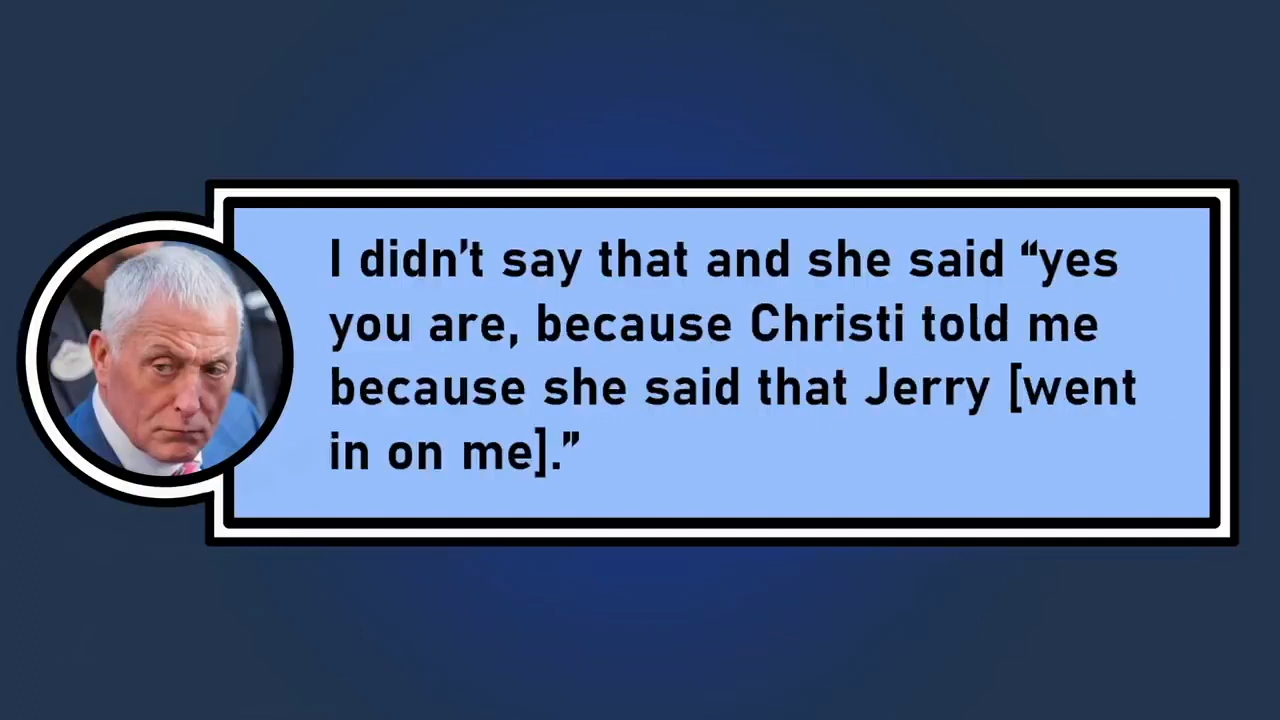 I didn’t say that and she said “yes
you are, because Christi told me
because she said that Jerry [went
in on me].”